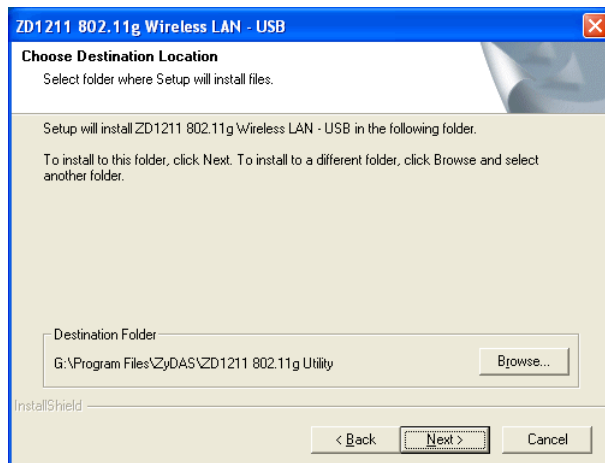 ZD1211 802.11g Wireless LAN - USB
Choose Destination Location
Select folder where Setup will install files.
Setup will install ZD1211 802.11g Wireless LAN - USB in the following folder.
To install to this folder, click Next. To install to a different folder, click Browse and select
another folder.
Destination Folder
G:\Program Files\ZyDAS\ZD1211 802.11g Utility
Browse...
InstallShield
< Back
Next >
Cancel